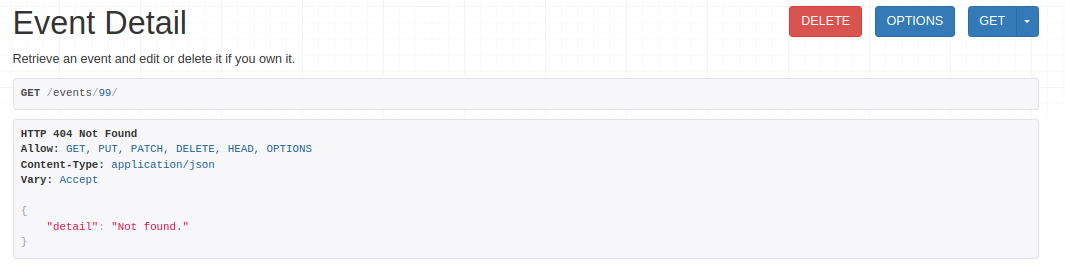 Event Detail
DELETE OPTIONS GET
Retrieve an event and edit or delete it if you own it.
GET /events/99/
HTTP 404 Not Found
Allow: GET, PUT, PATCH, DELETE, HEAD, OPTIONS
Content-Type: application/json
Vary: Accept
{
    "detail": "Not found."
}